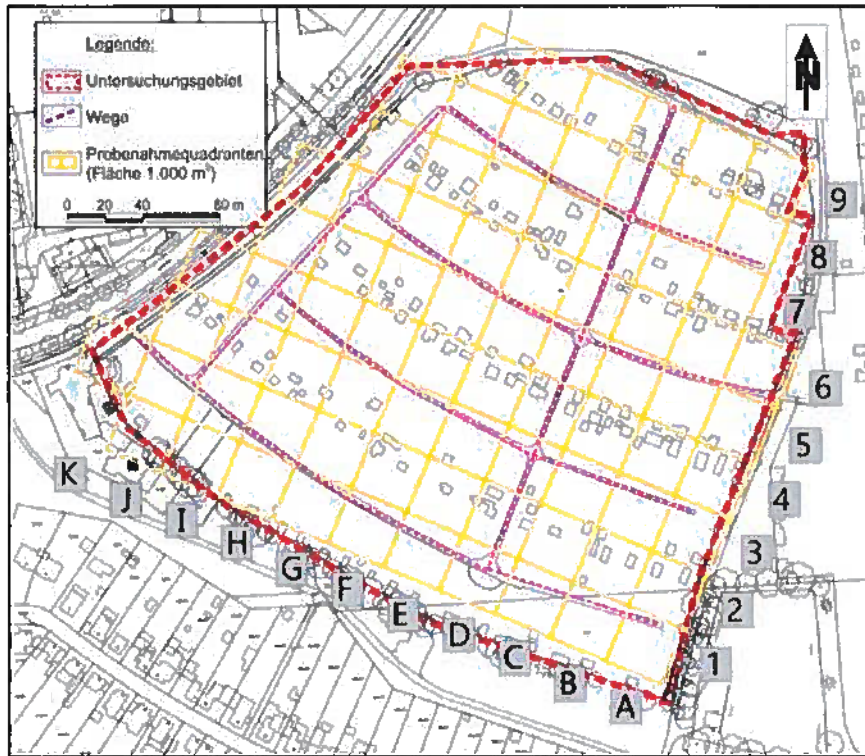 Legende:
Untersuchungsgebiet
Wege
Probenahmequadranten
(Fläche 1.000 m²)
0 20 40 80 m
N
9
8
7
6
5
4
3
2
1
K
J
I
H
G
F
E
D
C
B
A